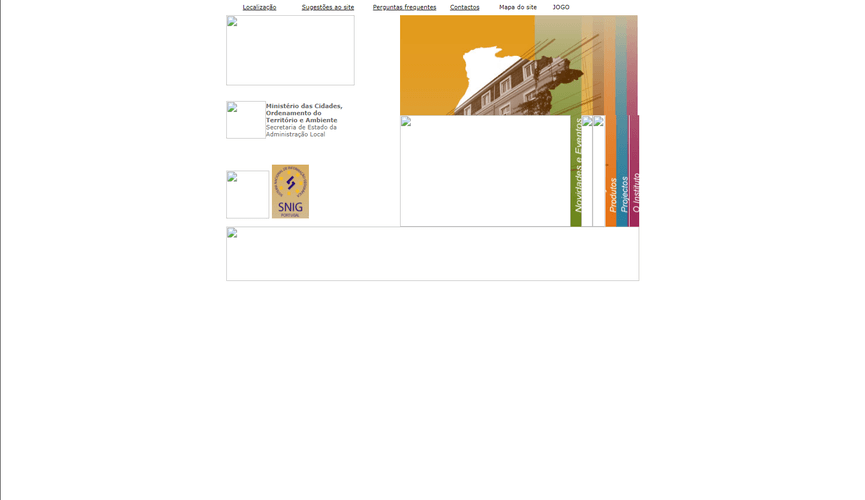 Localização Sugestões ao site Perguntas frequentes Contactos Mapa do site JOGO
Ministério das Cidades,
Ordenamento do
Território e Ambiente
Secretaria de Estado da
Administração Local
SNIG
PORTUGAL
Novidades e Eventos
Produtos
Projectos
O Instituto